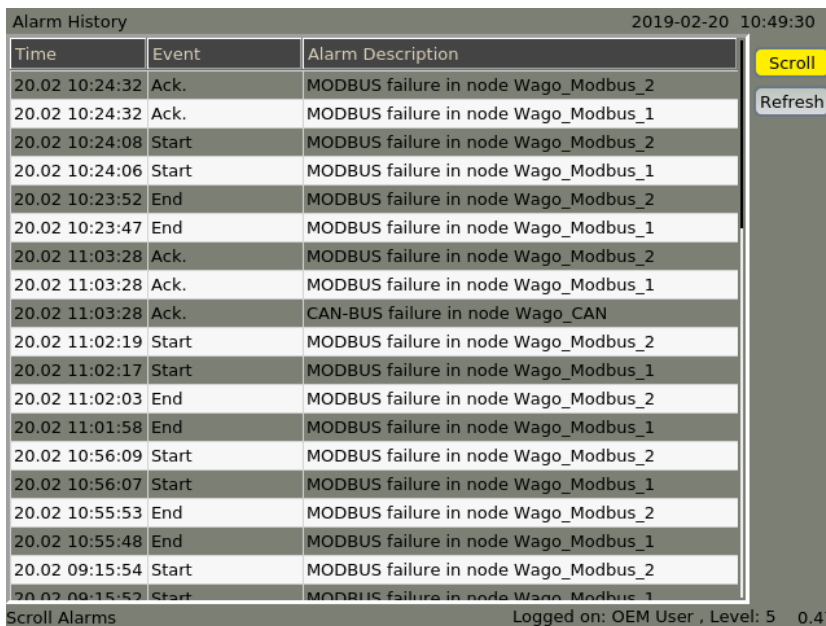 Alarm History 2019-02-20 10:49:30
Time Event Alarm Description
Scroll
20.02 10:24:32 Ack. MODBUS failure in node Wago_Modbus_2
Refresh
20.02 10:24:32 Ack. MODBUS failure in node Wago_Modbus_1
20.02 10:24:08 Start MODBUS failure in node Wago_Modbus_2
20.02 10:24:06 Start MODBUS failure in node Wago_Modbus_1
20.02 10:23:52 End MODBUS failure in node Wago_Modbus_2
20.02 10:23:47 End MODBUS failure in node Wago_Modbus_1
20.02 11:03:28 Ack. MODBUS failure in node Wago_Modbus_2
20.02 11:03:28 Ack. MODBUS failure in node Wago_Modbus_1
20.02 11:03:28 Ack. CAN-BUS failure in node Wago_CAN
20.02 11:02:19 Start MODBUS failure in node Wago_Modbus_2
20.02 11:02:17 Start MODBUS failure in node Wago_Modbus_1
20.02 11:02:03 End MODBUS failure in node Wago_Modbus_2
20.02 11:01:58 End MODBUS failure in node Wago_Modbus_1
20.02 10:56:09 Start MODBUS failure in node Wago_Modbus_2
20.02 10:56:07 Start MODBUS failure in node Wago_Modbus_1
20.02 10:55:53 End MODBUS failure in node Wago_Modbus_2
20.02 10:55:48 End MODBUS failure in node Wago_Modbus_1
20.02 09:15:54 Start MODBUS failure in node Wago_Modbus_2
20.02 09:15:52 Start MODBUS failure in node Wago_Modbus_1
Scroll Alarms Logged on: OEM User , Level: 5